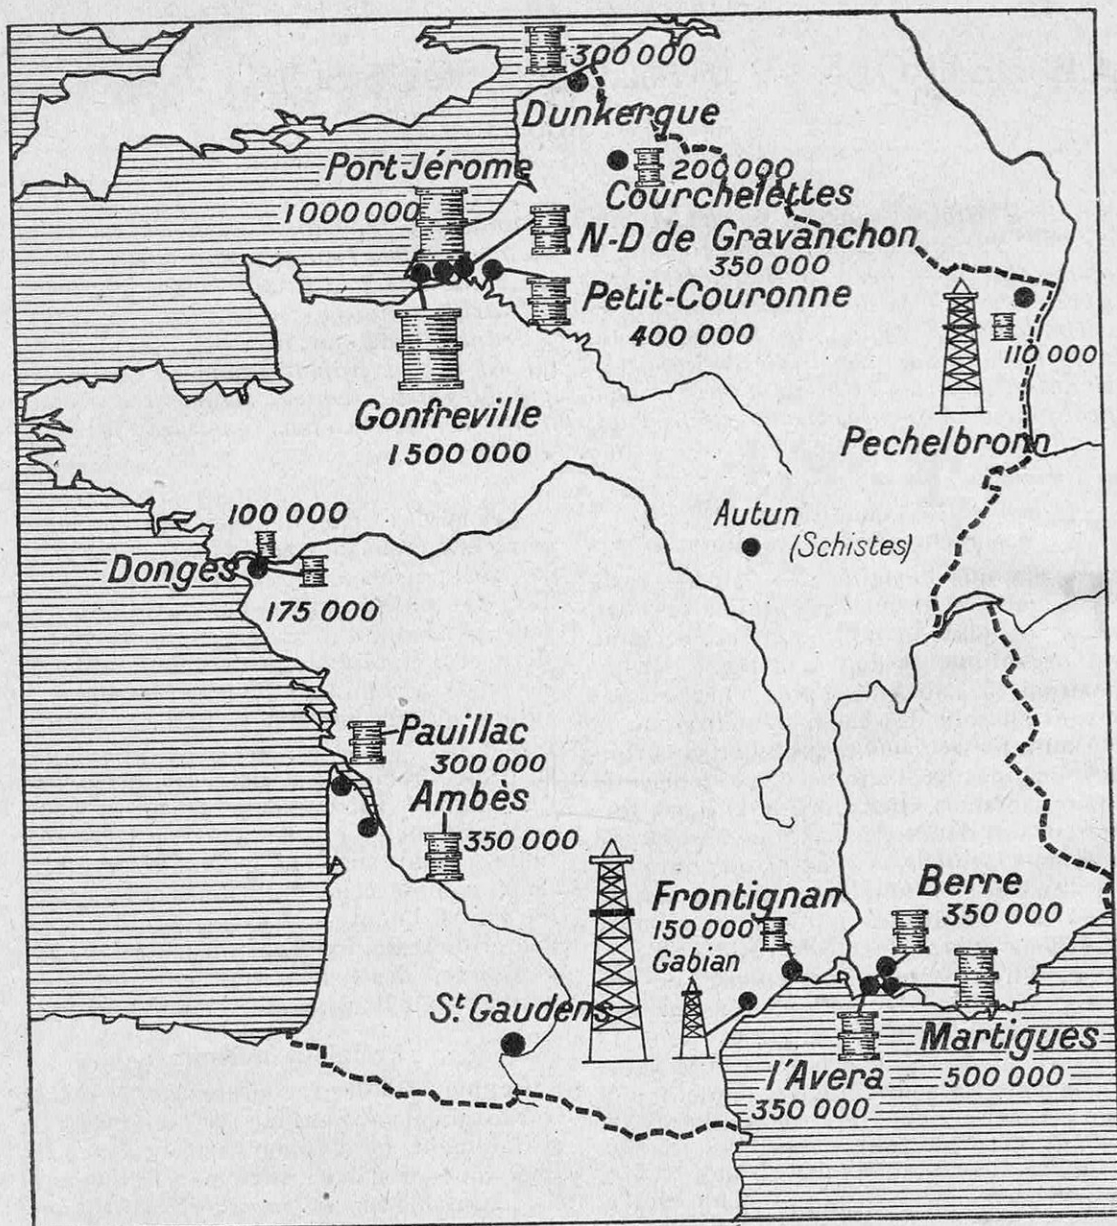 300 000
Dunkerque
200 000
Courchelettes
Port Jérome
1 000 000
N-D de Gravanchon
350 000
Petit-Couronne
400 000
110 000
Pechelbronn
Gonfreville
1 500 000
Autun
(Schistes)
100 000
Donges
175 000
Pauillac
300 000
Ambès
350 000
Frontignan
150 000
Gabian
Berre
350 000
St. Gaudens
Martigues
500 000
l'Avera
350 000